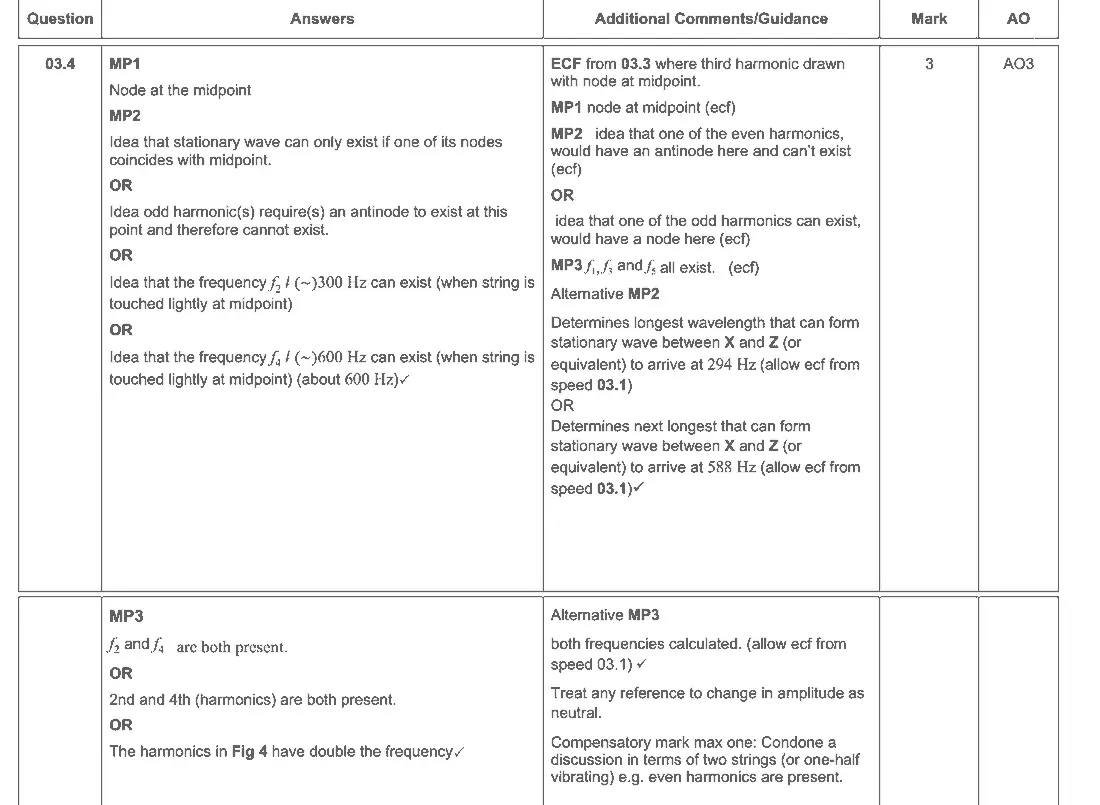 Question Answers Additional Comments/Guidance Mark AO
03.4
MP1
Node at the midpoint
MP2
Idea that stationary wave can only exist if one of its nodes
coincides with midpoint.
OR
Idea odd harmonic(s) require(s) an antinode to exist at this
point and therefore cannot exist.
OR
Idea that the frequency f₂ / (~)300 Hz can exist (when string is
touched lightly at midpoint)
OR
Idea that the frequency f₄ / (~)600 Hz can exist (when string is
touched lightly at midpoint) (about 600 Hz)✓
ECF from 03.3 where third harmonic drawn
with node at midpoint.
MP1 node at midpoint (ecf)
MP2 idea that one of the even harmonics,
would have an antinode here and can't exist
(ecf)
OR
idea that one of the odd harmonics can exist,
would have a node here (ecf)
MP3 f₁, f₃ and f₅ all exist. (ecf)
Alternative MP2
Determines longest wavelength that can form
stationary wave between X and Z (or
equivalent) to arrive at 294 Hz (allow ecf from
speed 03.1)
OR
Determines next longest that can form
stationary wave between X and Z (or
equivalent) to arrive at 588 Hz (allow ecf from
speed 03.1)✓
3
AO3
MP3
f₂ and f₄ are both present.
OR
2nd and 4th (harmonics) are both present.
OR
The harmonics in Fig 4 have double the frequency✓
Alternative MP3
both frequencies calculated. (allow ecf from
speed 03.1) ✓
Treat any reference to change in amplitude as
neutral.
Compensatory mark max one: Condone a
discussion in terms of two strings (or one-half
vibrating) e.g. even harmonics are present.